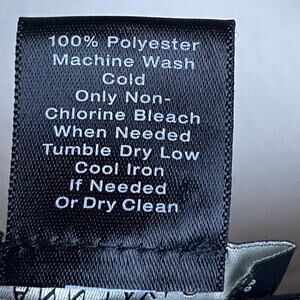 100% Polyester
Machine Wash
Cold
Only Non-
Chlorine Bleach
When Needed
Tumble Dry Low
Cool Iron
If Needed
Or Dry Clean